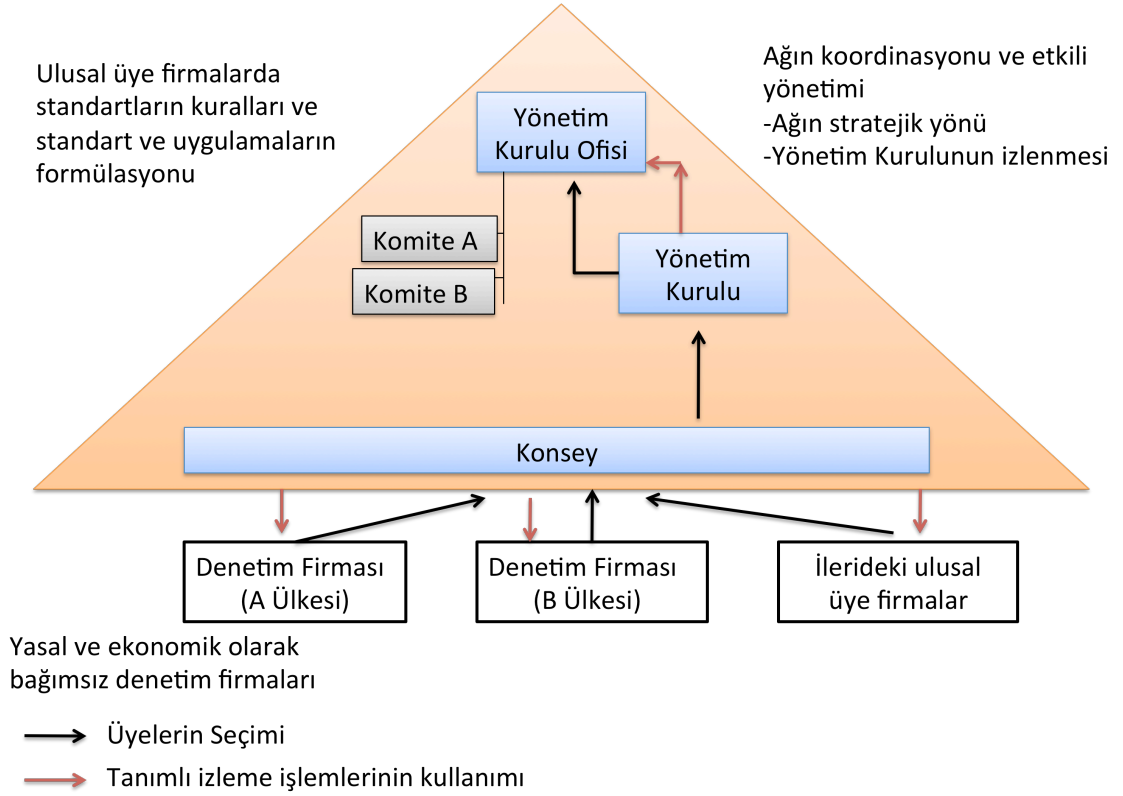 Ulusal üye firmalarda
standartların kuralları ve
standart ve uygulamaların
formülasyonu
Ağın koordinasyonu ve etkili
yönetimi
-Ağın stratejik yönü
-Yönetim Kurulunun izlenmesi
Yönetim
Kurulu Ofisi
Komite A
Komite B
Yönetim
Kurulu
Konsey
Denetim Firması
(A Ülkesi)
Denetim Firması
(B Ülkesi)
İlerideki ulusal
üye firmalar
Yasal ve ekonomik olarak
bağımsız denetim firmaları
Üyelerin Seçimi
Tanımlı izleme işlemlerinin kullanımı